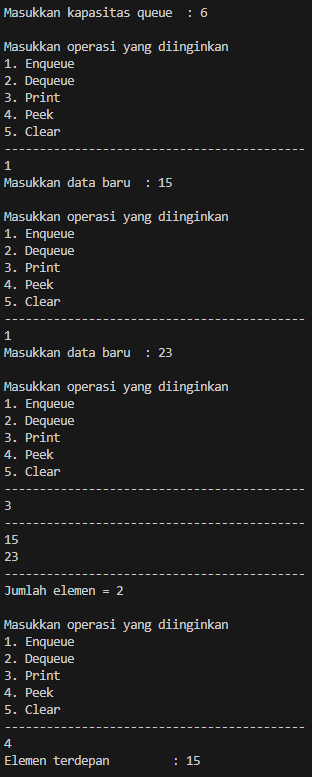 Masukkan kapasitas queue  : 6
Masukkan operasi yang diinginkan
1. Enqueue
2. Dequeue
3. Print
4. Peek
5. Clear
-------------------------------------------
1
Masukkan data baru  : 15
Masukkan operasi yang diinginkan
1. Enqueue
2. Dequeue
3. Print
4. Peek
5. Clear
-------------------------------------------
1
Masukkan data baru  : 23
Masukkan operasi yang diinginkan
1. Enqueue
2. Dequeue
3. Print
4. Peek
5. Clear
-------------------------------------------
3
-------------------------------------------
15
23
-------------------------------------------
Jumlah elemen = 2
Masukkan operasi yang diinginkan
1. Enqueue
2. Dequeue
3. Print
4. Peek
5. Clear
-------------------------------------------
4
Elemen terdepan         : 15